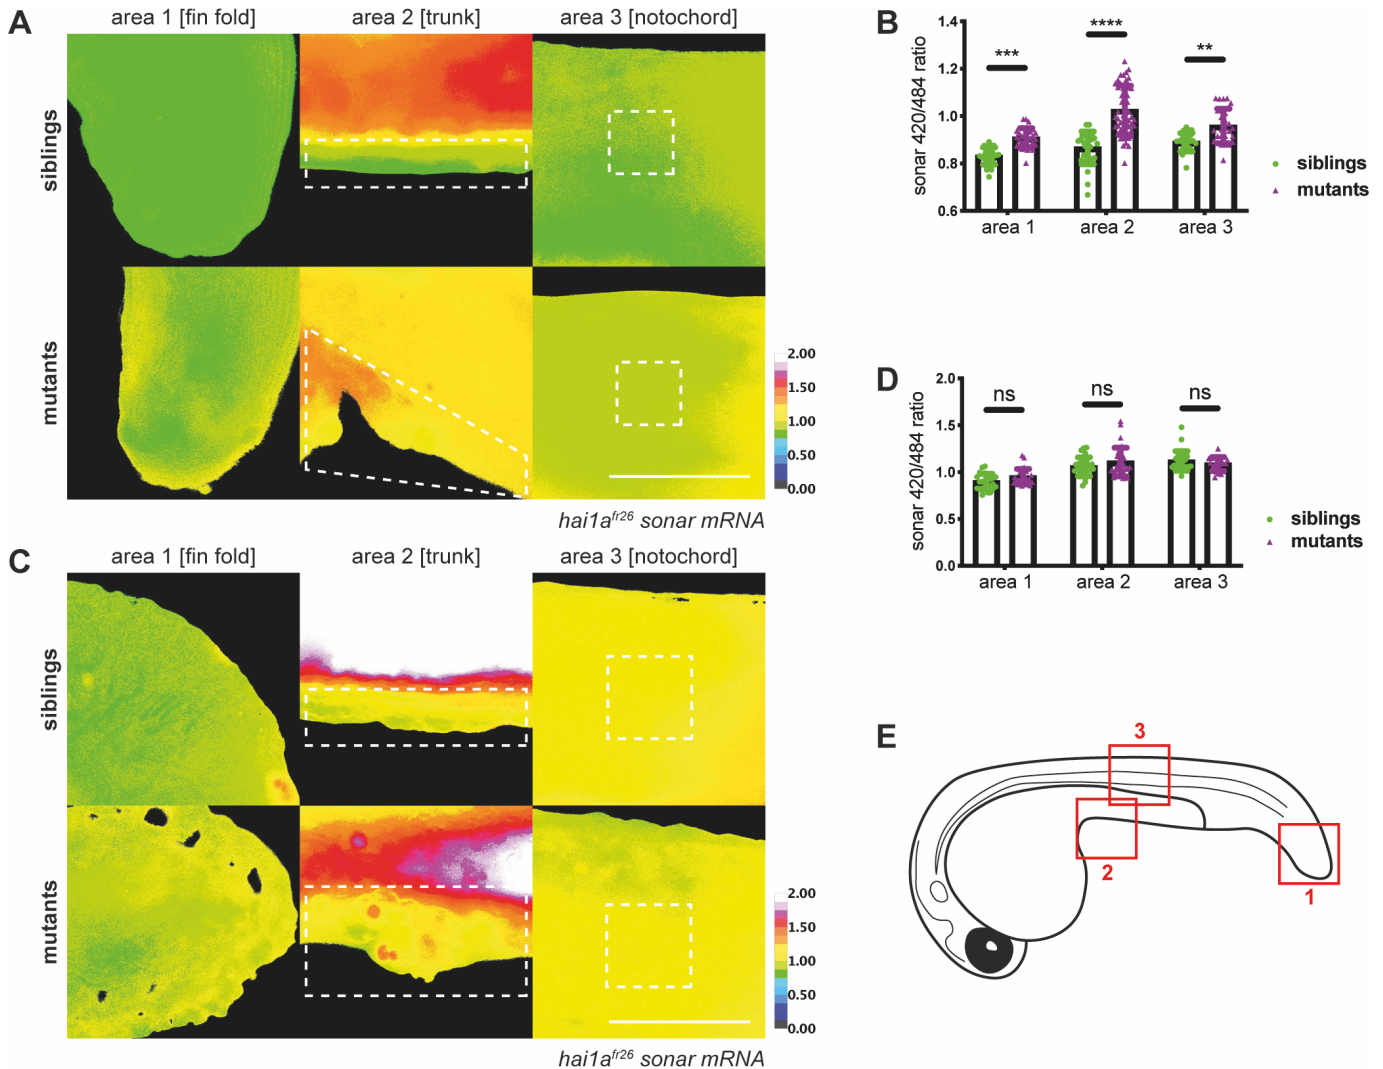 A
area 1 [fin fold]
area 2 [trunk]
area 3 [notochord]
siblings
mutants
2.00
1.50
1.00
0.50
0.00
hai1a^fr26 sonar mRNA
B
sonar 420/484 ratio
1.4
1.2
1.0
0.8
0.6
***
****
**
area 1
area 2
area 3
siblings
mutants
C
area 1 [fin fold]
area 2 [trunk]
area 3 [notochord]
siblings
mutants
2.00
1.50
1.00
0.50
0.00
hai1a^fr26 sonar mRNA
D
sonar 420/484 ratio
2.0
1.5
1.0
0.5
0.0
ns
ns
ns
area 1
area 2
area 3
siblings
mutants
E
3
2
1